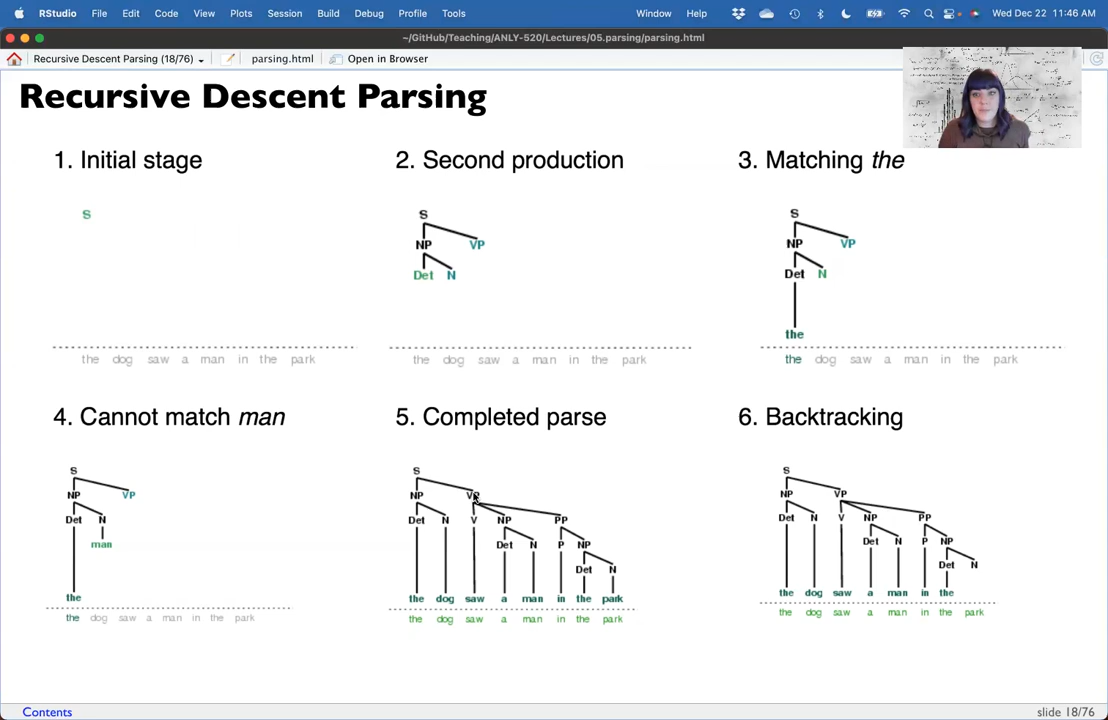 RStudio File Edit Code View Plots Session Build Debug Profile Tools Window Help Wed Dec 22 11:46 AM
~/GitHub/Teaching/ANLY-520/Lectures/05.parsing/parsing.html
Recursive Descent Parsing (18/76) parsing.html Open in Browser
Recursive Descent Parsing
1. Initial stage
S
the dog saw a man in the park
2. Second production
S
NP VP
Det N
the dog saw a man in the park
3. Matching the
S
NP VP
Det N
the
the dog saw a man in the park
4. Cannot match man
S
NP VP
Det N
man
the
the dog saw a man in the park
5. Completed parse
S
NP VP
Det N V NP PP
Det N P NP
Det N
the dog saw a man in the park
the dog saw a man in the park
6. Backtracking
S
NP VP
Det N V NP PP
Det N P NP
Det N
the dog saw a man in the
the dog saw a man in the park
Contents
slide 18/76